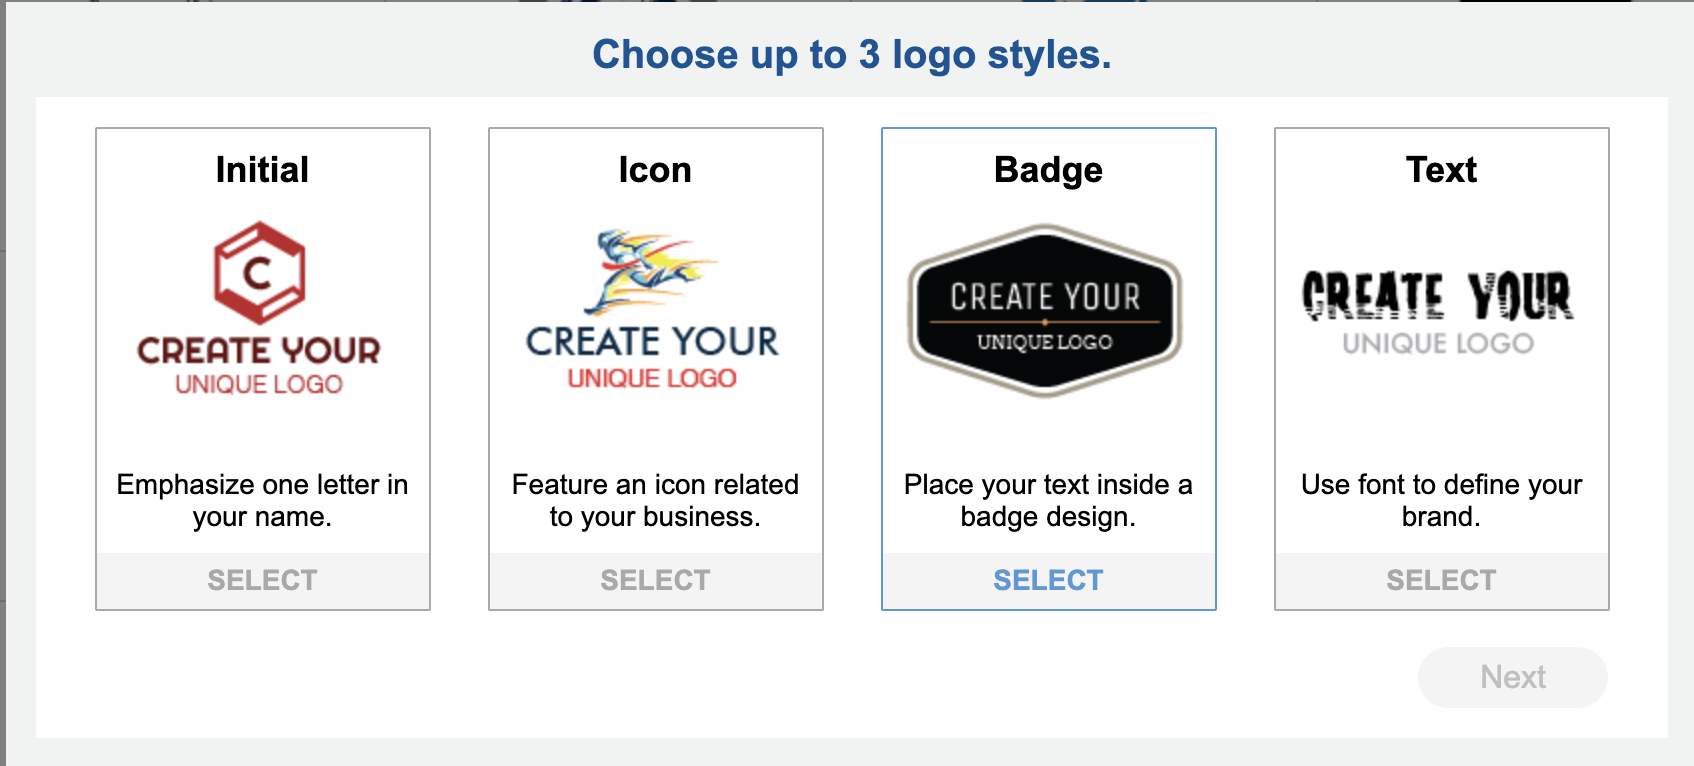 Choose up to 3 logo styles.
Initial
C
CREATE YOUR
UNIQUE LOGO
Emphasize one letter in
your name.
SELECT
Icon
CREATE YOUR
UNIQUE LOGO
Feature an icon related
to your business.
SELECT
Badge
CREATE YOUR
UNIQUE LOGO
Place your text inside a
badge design.
SELECT
Text
CREATE YOUR
UNIQUE LOGO
Use font to define your
brand.
SELECT
Next